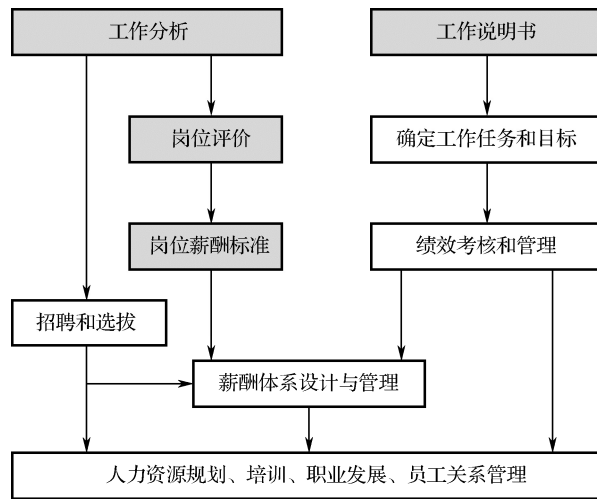 工作分析
工作说明书
岗位评价
确定工作任务和目标
岗位薪酬标准
绩效考核和管理
招聘和选拔
薪酬体系设计与管理
人力资源规划、培训、职业发展、员工关系管理